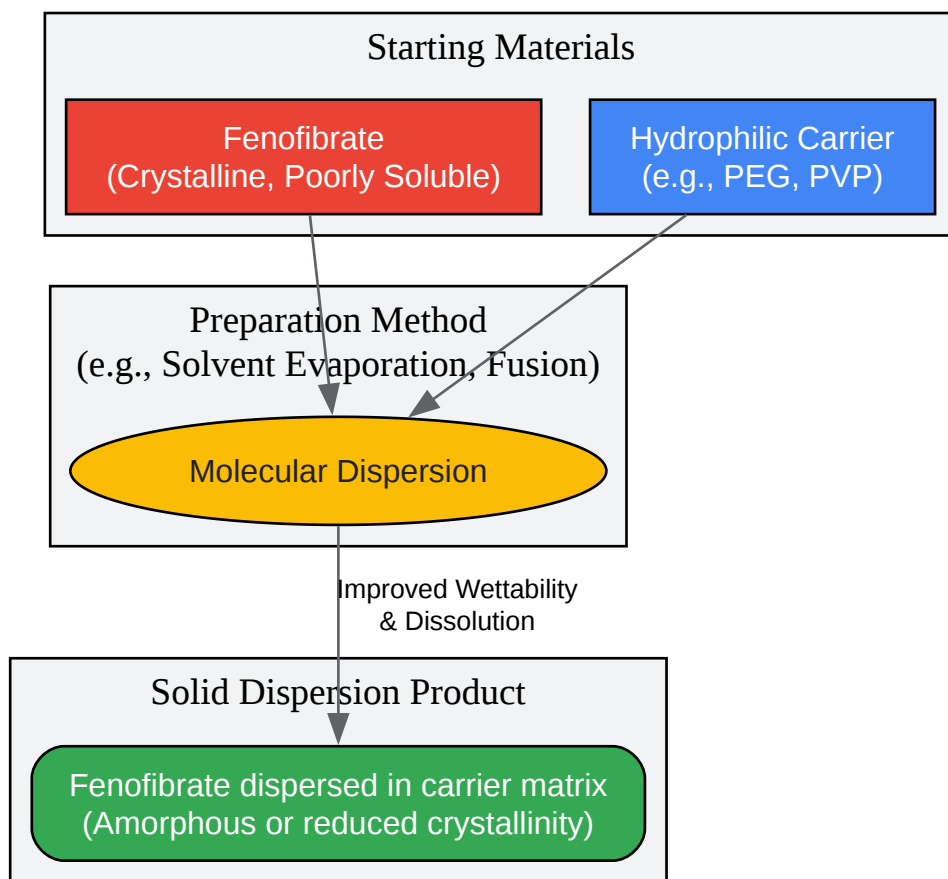 Starting Materials
Fenofibrate
(Crystalline, Poorly Soluble)
Hydrophilic Carrier
(e.g., PEG, PVP)
Preparation Method
(e.g., Solvent Evaporation, Fusion)
Molecular Dispersion
Improved Wettability
& Dissolution
Solid Dispersion Product
Fenofibrate dispersed in carrier matrix
(Amorphous or reduced crystallinity)